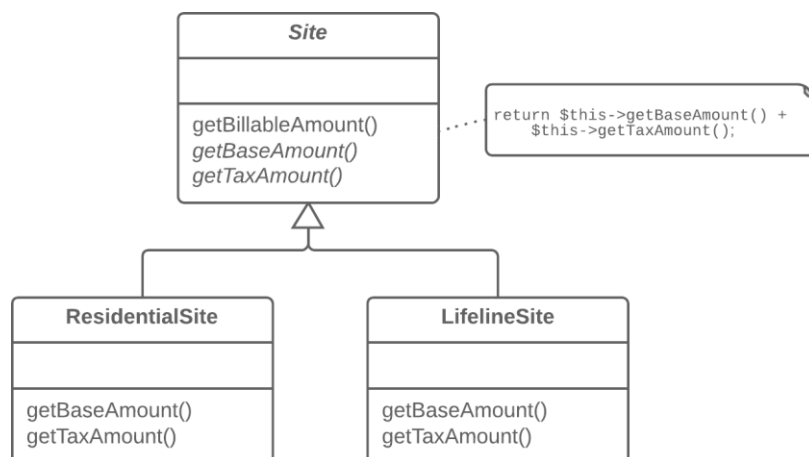 Site
getBillableAmount()
getBaseAmount()
getTaxAmount()
return $this->getBaseAmount() +
$this->getTaxAmount();
ResidentialSite
getBaseAmount()
getTaxAmount()
LifelineSite
getBaseAmount()
getTaxAmount()